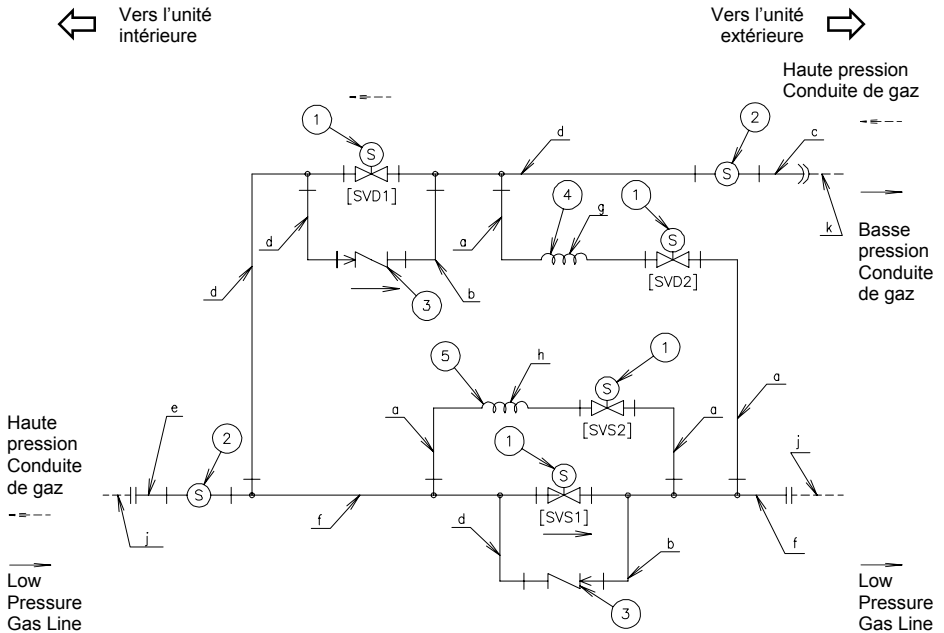 Vers l'unité
intérieure
Vers l'unité
extérieure
Haute pression
Conduite de gaz
1
S
[SVD1]
d
2
S
c
k
Basse
pression
Conduite
de gaz
d
d
b
3
a
4
g
1
S
[SVD2]
5
h
1
S
[SVS2]
a
a
a
Haute
pression
Conduite
de gaz
e
2
S
j
f
1
S
[SVS1]
d
b
3
j
f
Low
Pressure
Gas Line
Low
Pressure
Gas Line